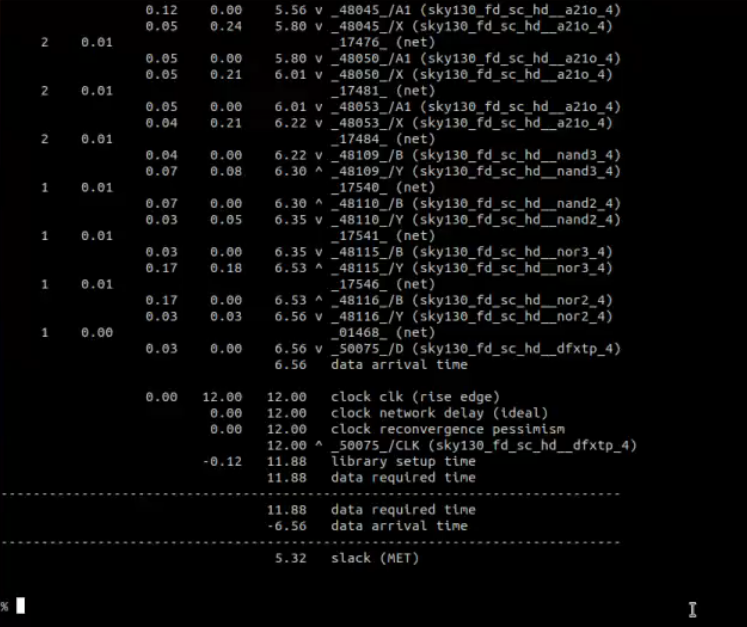 0.12 0.00 5.56 v _48045_/A1 (sky130_fd_sc_hd__a21o_4)
0.05 0.24 5.80 v _48045_/X (sky130_fd_sc_hd__a21o_4)
2 0.01 _17476_ (net)
0.05 0.00 5.80 v _48050_/A1 (sky130_fd_sc_hd__a21o_4)
0.05 0.21 6.01 v _48050_/X (sky130_fd_sc_hd__a21o_4)
2 0.01 _17481_ (net)
0.05 0.00 6.01 v _48053_/A1 (sky130_fd_sc_hd__a21o_4)
0.04 0.21 6.22 v _48053_/X (sky130_fd_sc_hd__a21o_4)
2 0.01 _17484_ (net)
0.04 0.00 6.22 v _48109_/B (sky130_fd_sc_hd__nand3_4)
0.07 0.08 6.30 ^ _48109_/Y (sky130_fd_sc_hd__nand3_4)
1 0.01 _17540_ (net)
0.07 0.00 6.30 ^ _48110_/B (sky130_fd_sc_hd__nand2_4)
0.03 0.05 6.35 v _48110_/Y (sky130_fd_sc_hd__nand2_4)
1 0.01 _17541_ (net)
0.03 0.00 6.35 v _48115_/B (sky130_fd_sc_hd__nor3_4)
0.17 0.18 6.53 ^ _48115_/Y (sky130_fd_sc_hd__nor3_4)
1 0.01 _17546_ (net)
0.17 0.00 6.53 ^ _48116_/B (sky130_fd_sc_hd__nor2_4)
0.03 0.03 6.56 v _48116_/Y (sky130_fd_sc_hd__nor2_4)
1 0.00 _01468_ (net)
0.03 0.00 6.56 v _50075_/D (sky130_fd_sc_hd__dfxtp_4)
6.56 data arrival time
0.00 12.00 12.00 clock clk (rise edge)
0.00 12.00 clock network delay (ideal)
0.00 12.00 clock reconvergence pessimism
12.00 ^ _50075_/CLK (sky130_fd_sc_hd__dfxtp_4)
-0.12 11.88 library setup time
11.88 data required time
-----------------------------------------------------------------------------
11.88 data required time
-6.56 data arrival time
-----------------------------------------------------------------------------
5.32 slack (MET)
%